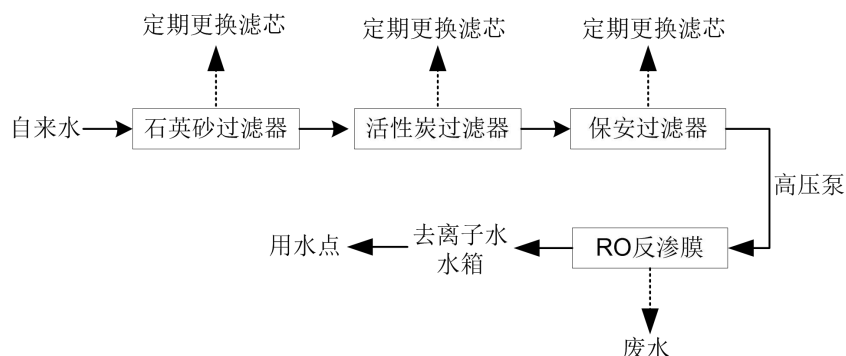 定期更换滤芯
定期更换滤芯
定期更换滤芯
自来水
石英砂过滤器
活性炭过滤器
保安过滤器
高压泵
用水点
去离子水
水箱
RO反渗膜
废水